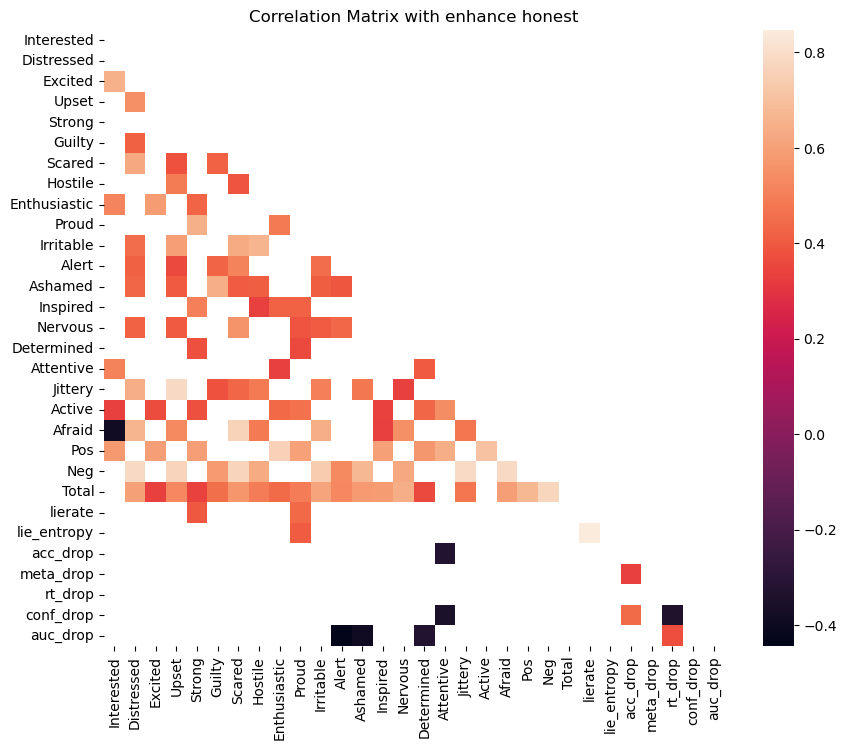 Correlation Matrix with enhance honest
Interested
Distressed
Excited
Upset
Strong
Guilty
Scared
Hostile
Enthusiastic
Proud
Irritable
Alert
Ashamed
Inspired
Nervous
Determined
Attentive
Jittery
Active
Afraid
Pos
Neg
Total
lierate
lie_entropy
acc_drop
meta_drop
rt_drop
conf_drop
auc_drop
Interested
Distressed
Excited
Upset
Strong
Guilty
Scared
Hostile
Enthusiastic
Proud
Irritable
Alert
Ashamed
Inspired
Nervous
Determined
Attentive
Jittery
Active
Afraid
Pos
Neg
Total
lierate
lie_entropy
acc_drop
meta_drop
rt_drop
conf_drop
auc_drop
0.8
0.6
0.4
0.2
0.0
−0.2
−0.4